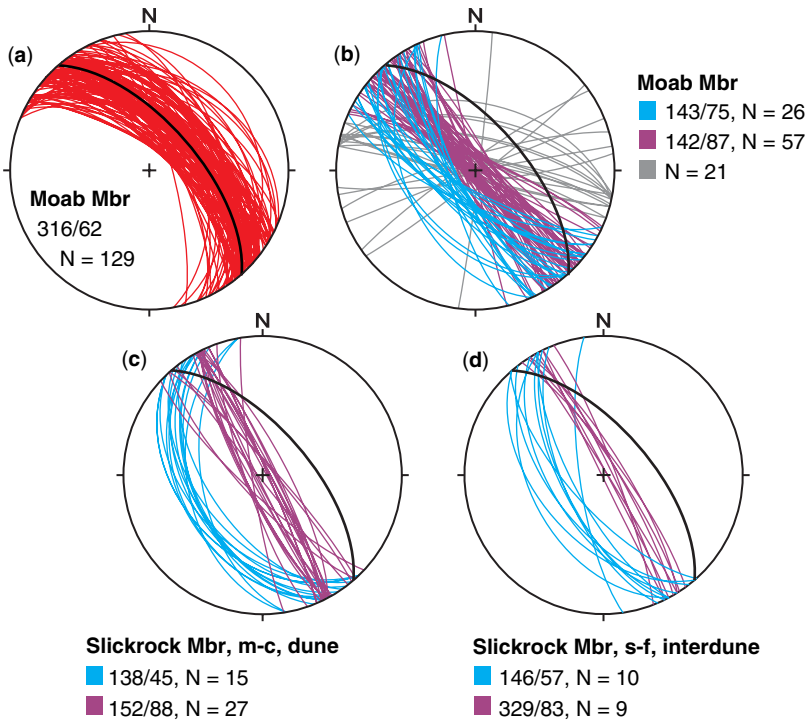 N
(a)
Moab Mbr
316/62
N = 129
N
(b)
Moab Mbr
143/75, N = 26
142/87, N = 57
N = 21
N
(c)
Slickrock Mbr, m-c, dune
138/45, N = 15
152/88, N = 27
N
(d)
Slickrock Mbr, s-f, interdune
146/57, N = 10
329/83, N = 9